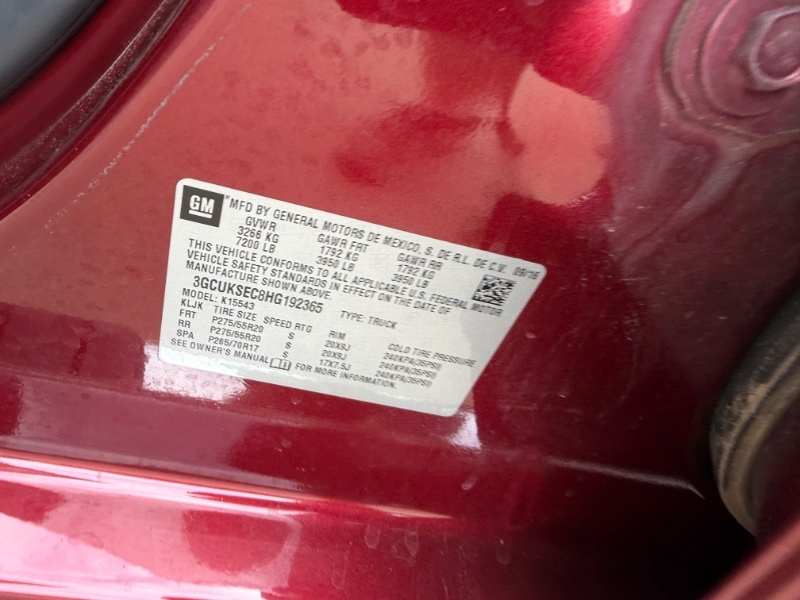 GM
MFD BY GENERAL MOTORS DE MEXICO, S. DE R.L. DE C.V. 09/16
GVWR GAWR FRT GAWR RR
3266 KG 1792 KG 1792 KG
7200 LB 3950 LB 3950 LB
THIS VEHICLE CONFORMS TO ALL APPLICABLE U.S. FEDERAL MOTOR
VEHICLE SAFETY STANDARDS IN EFFECT ON THE DATE OF
MANUFACTURE SHOWN ABOVE.
3GCUKSEC8HG192365 TYPE: TRUCK
MODEL: K15543
KLJK TIRE SIZE SPEED RTG RIM COLD TIRE PRESSURE
FRT P275/55R20 S 20X9J 240KPA(35PSI)
RR P275/55R20 S 20X9J 240KPA(35PSI)
SPA P265/70R17 S 17X7.5J 240KPA(35PSI)
SEE OWNER'S MANUAL FOR MORE INFORMATION.